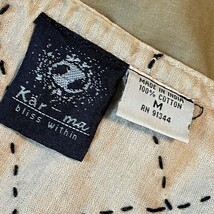 Kar ma
bliss within
MADE IN INDIA
100% COTTON
M
RN 91344